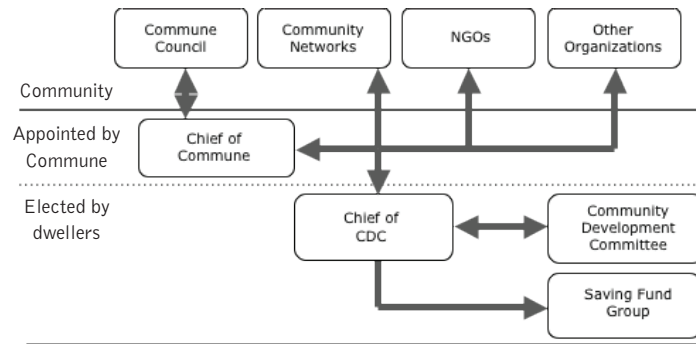 Commune
Council
Community
Networks
NGOs
Other
Organizations
Community
Appointed by
Commune
Chief of
Commune
Elected by
dwellers
Chief of
CDC
Community
Development
Committee
Saving Fund
Group